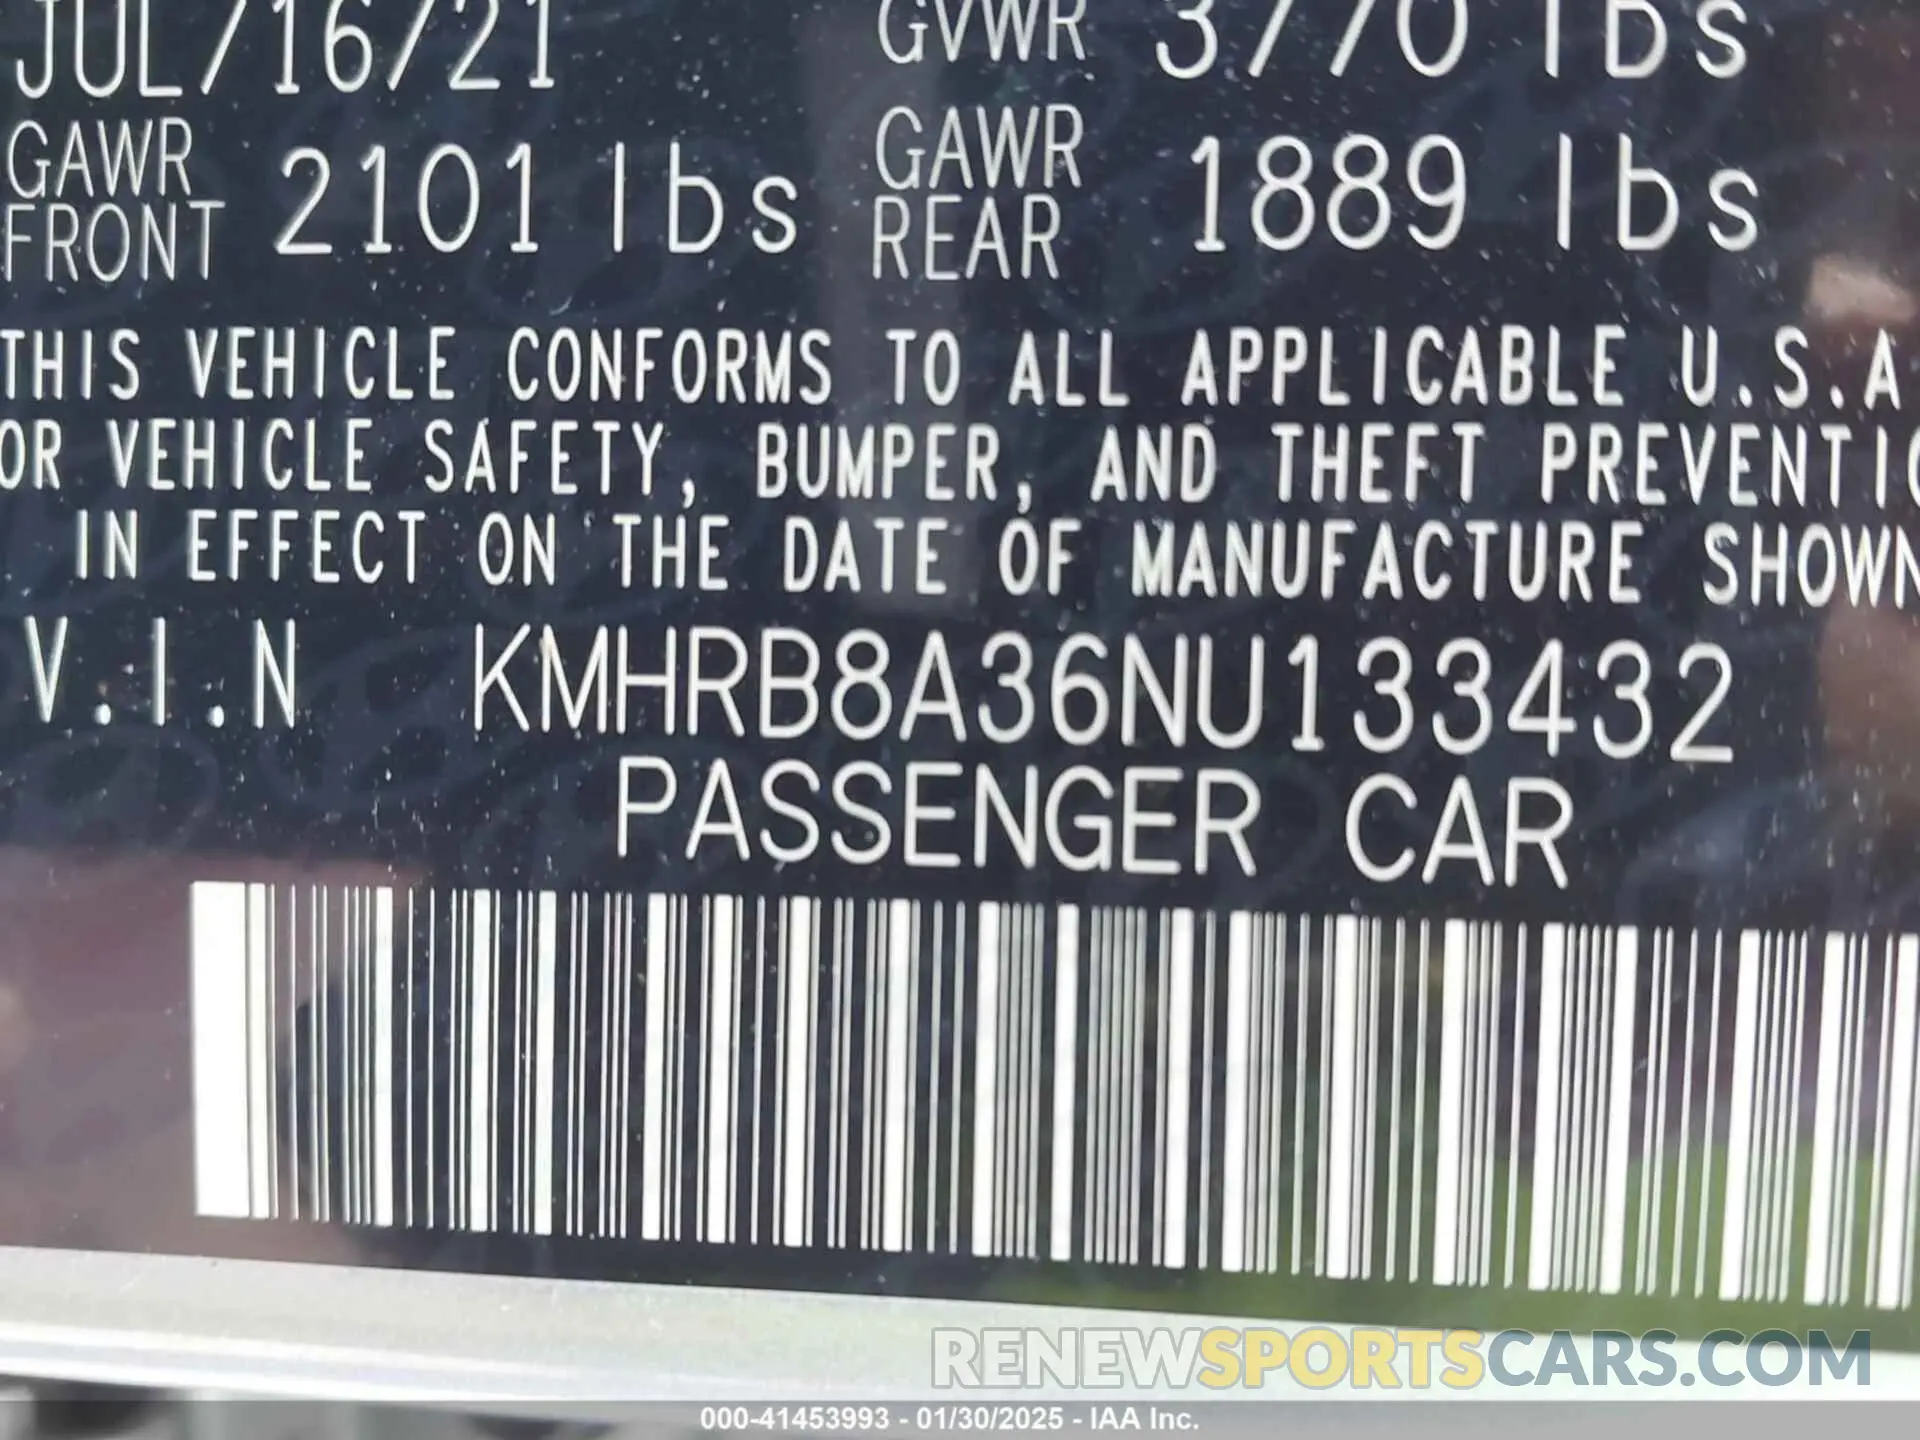 JUL/16/21 GVWR 3770 lbs
GAWR FRONT 2101 lbs GAWR REAR 1889 lbs
THIS VEHICLE CONFORMS TO ALL APPLICABLE U.S.A
OR VEHICLE SAFETY, BUMPER, AND THEFT PREVENTIO
IN EFFECT ON THE DATE OF MANUFACTURE SHOWN
V.I.N KMHRB8A36NU133432
PASSENGER CAR
RENEWSPORTSCARS.COM
000-41453993 - 01/30/2025 - IAA Inc.